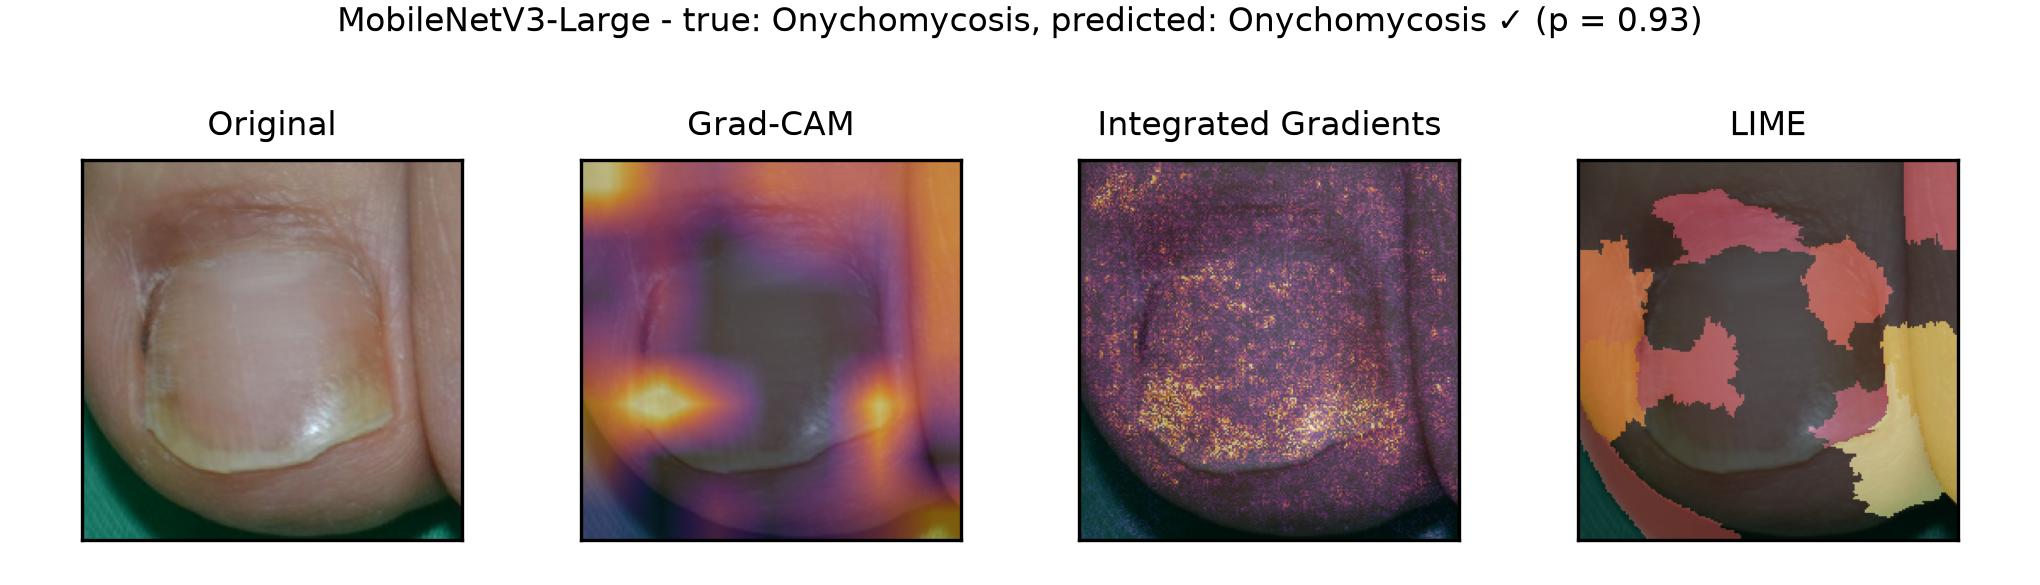 MobileNetV3-Large - true: Onychomycosis, predicted: Onychomycosis ✓ (p = 0.93)
Original
Grad-CAM
Integrated Gradients
LIME